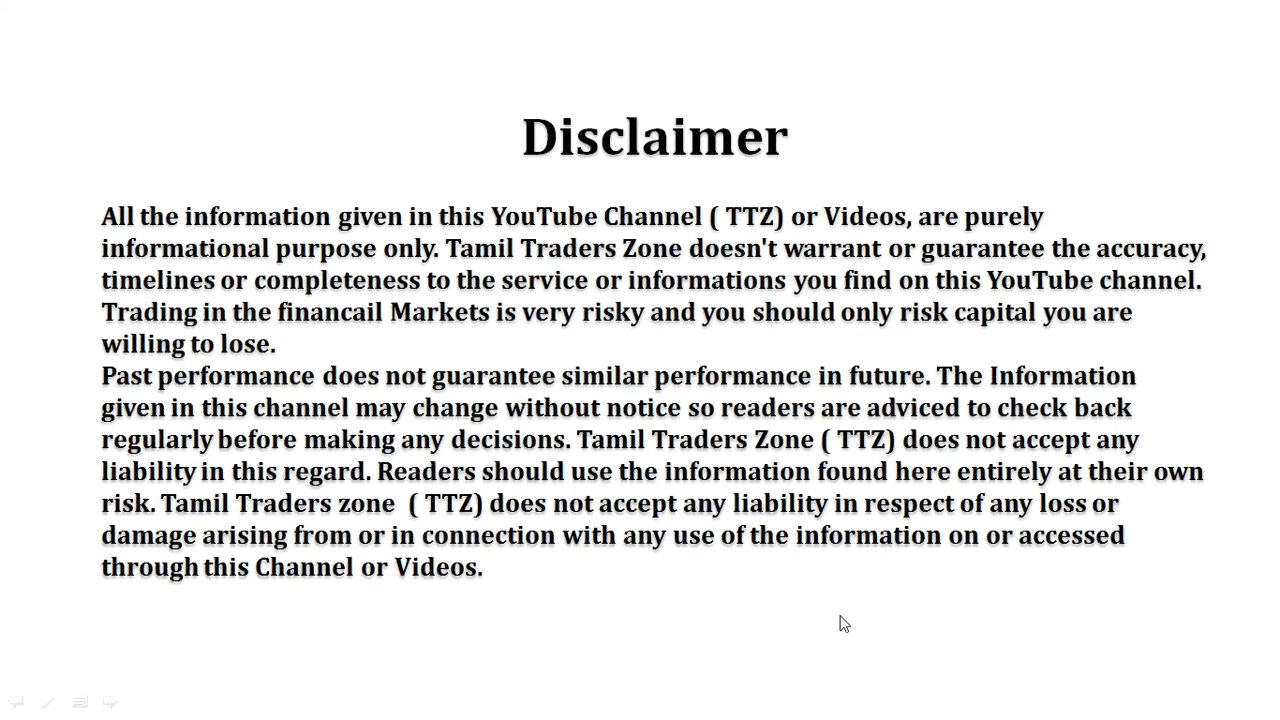 Disclaimer
All the information given in this YouTube Channel ( TTZ) or Videos, are purely
informational purpose only. Tamil Traders Zone doesn't warrant or guarantee the accuracy,
timelines or completeness to the service or informations you find on this YouTube channel.
Trading in the financail Markets is very risky and you should only risk capital you are
willing to lose.
Past performance does not guarantee similar performance in future. The Information
given in this channel may change without notice so readers are adviced to check back
regularly before making any decisions. Tamil Traders Zone ( TTZ) does not accept any
liability in this regard. Readers should use the information found here entirely at their own
risk. Tamil Traders zone  ( TTZ) does not accept any liability in respect of any loss or
damage arising from or in connection with any use of the information on or accessed
through this Channel or Videos.